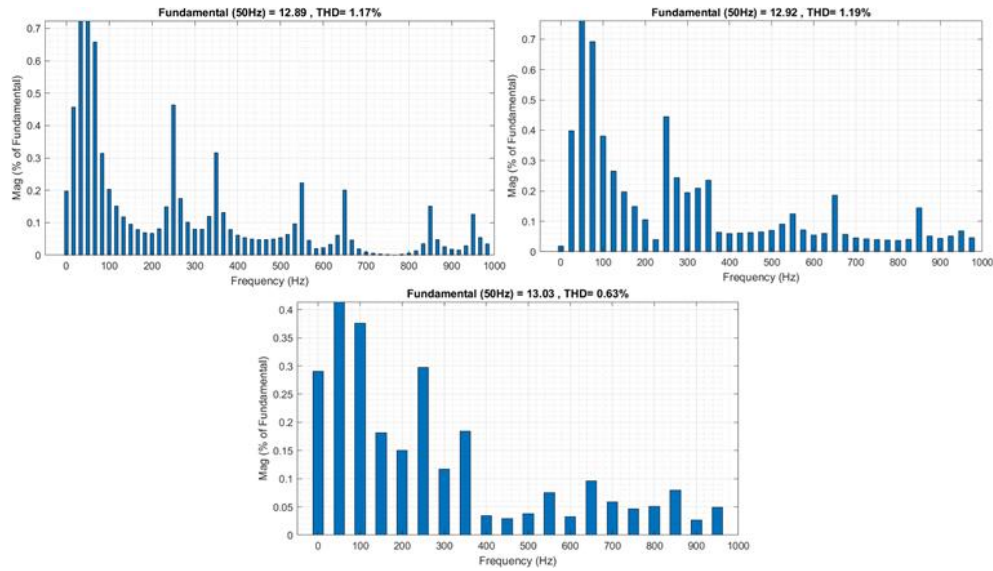 Fundamental (50Hz) = 12.89 , THD= 1.17%
0.7
0.6
0.5
0.4
0.3
0.2
0.1
0
Mag (% of Fundamental)
0 100 200 300 400 500 600 700 800 900 1000
Frequency (Hz)
Fundamental (50Hz) = 12.92 , THD= 1.19%
0.7
0.6
0.5
0.4
0.3
0.2
0.1
0
Mag (% of Fundamental)
0 100 200 300 400 500 600 700 800 900 1000
Frequency (Hz)
Fundamental (50Hz) = 13.03 , THD= 0.63%
0.4
0.35
0.3
0.25
0.2
0.15
0.1
0.05
0
Mag (% of Fundamental)
0 100 200 300 400 500 600 700 800 900 1000
Frequency (Hz)